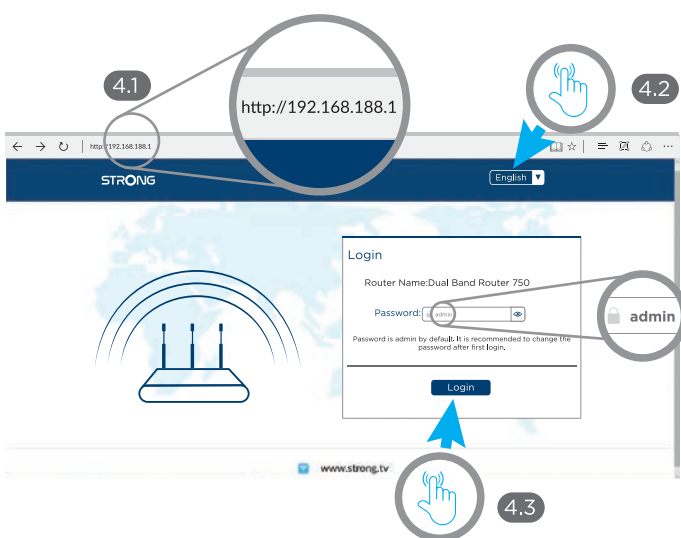 4.1
4.2
http://192.168.188.1
http://192.168.188.1
STRONG
English
Login
Router Name:Dual Band Router 750
Password: admin
admin
Password is admin by default. It is recommended to change the
password after first login.
Login
www.strong.tv
4.3